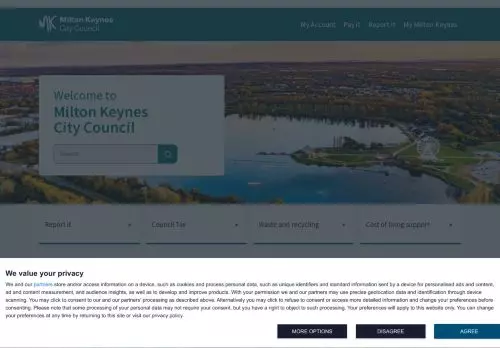 Milton Keynes
City Council
My Account Pay it Report it My Milton Keynes
Welcome to
Milton Keynes
City Council
Search
Report it
Council Tax
Waste and recycling
Cost of living support
We value your privacy
We and our partners store and/or access information on a device, such as cookies and process personal data, such as unique identifiers and standard information sent by a device for personalised ads and content,
ad and content measurement, and audience insights, as well as to develop and improve products. With your permission we and our partners may use precise geolocation data and identification through device
scanning. You may click to consent to our and our partners' processing as described above. Alternatively you may click to refuse to consent or access more detailed information and change your preferences before
consenting. Please note that some processing of your personal data may not require your consent, but you have a right to object to such processing. Your preferences will apply to this website only. You can change
your preferences at any time by returning to this site or visit our privacy policy.
MORE OPTIONS DISAGREE AGREE